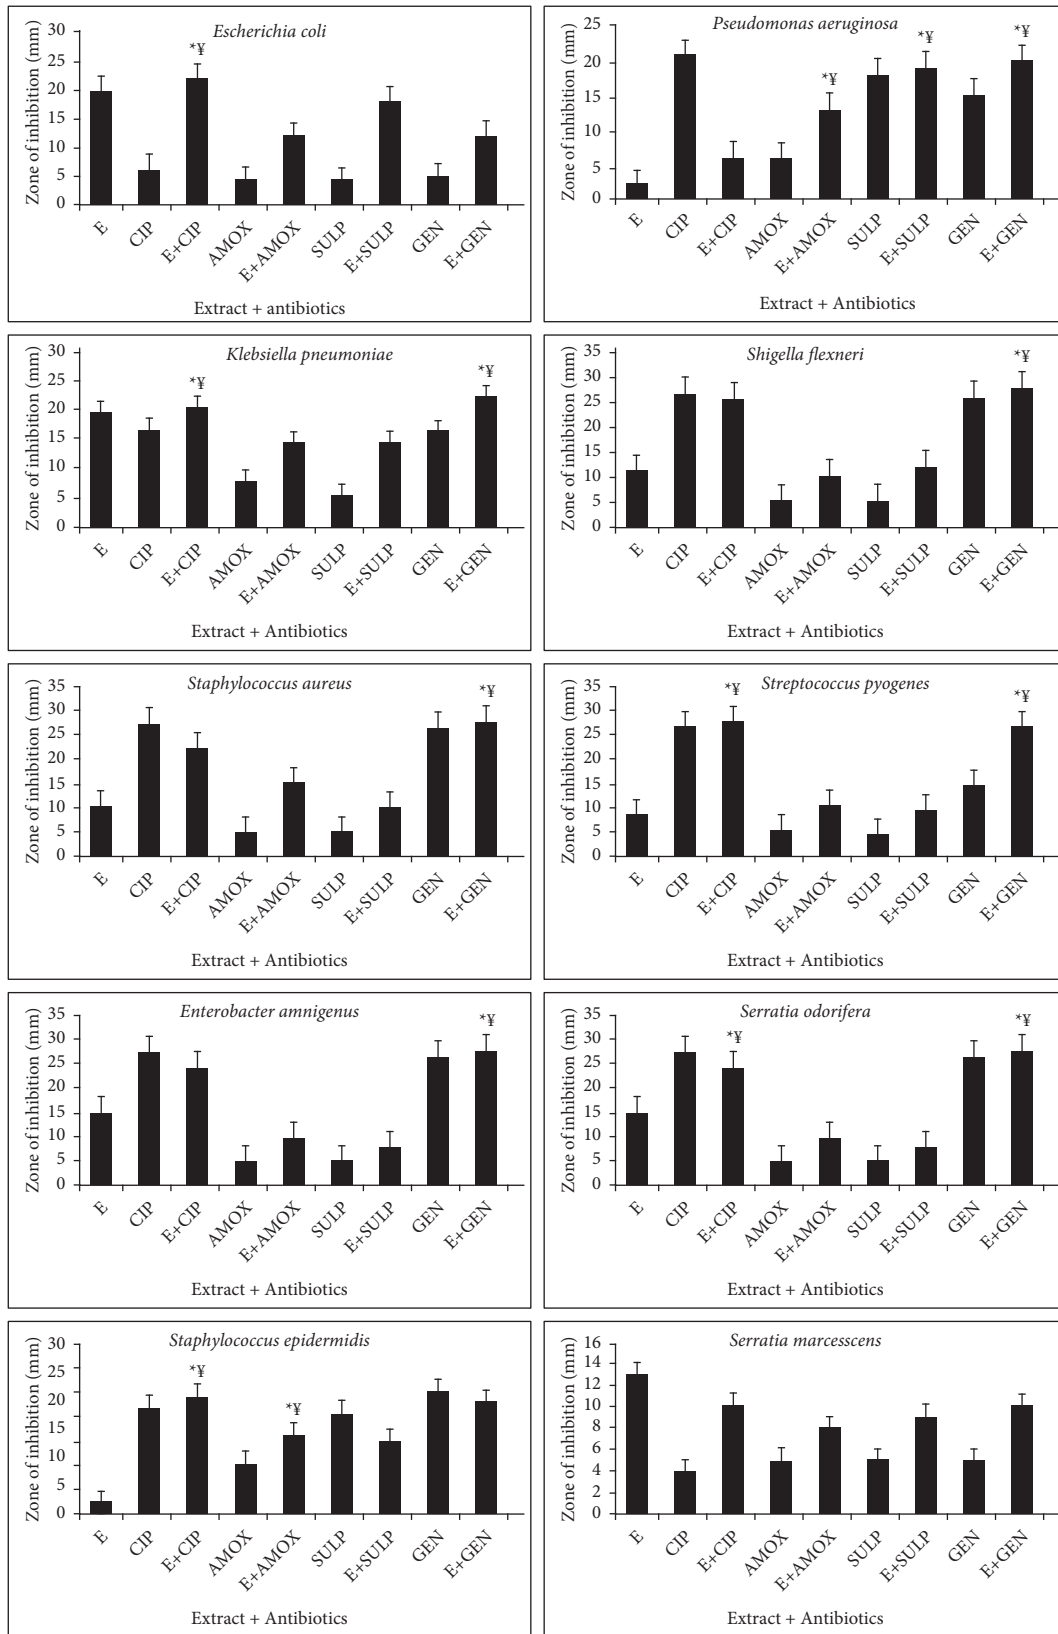 Escherichia coli
Zone of inhibition (mm)
30
25
20
15
10
5
0
*¥
E
CIP
E+CIP
AMOX
E+AMOX
SULP
E+SULP
GEN
E+GEN
Extract + antibiotics
Pseudomonas aeruginosa
Zone of inhibition (mm)
25
20
15
10
5
0
*¥
*¥
*¥
E
CIP
E+CIP
AMOX
E+AMOX
SULP
E+SULP
GEN
E+GEN
Extract + Antibiotics
Klebsiella pneumoniae
Zone of inhibition (mm)
30
25
20
15
10
5
0
*¥
*¥
E
CIP
E+CIP
AMOX
E+AMOX
SULP
E+SULP
GEN
E+GEN
Extract + Antibiotics
Shigella flexneri
Zone of inhibition (mm)
35
30
25
20
15
10
5
0
*¥
E
CIP
E+CIP
AMOX
E+AMOX
SULP
E+SULP
GEN
E+GEN
Extract + Antibiotics
Staphylococcus aureus
Zone of inhibition (mm)
35
30
25
20
15
10
5
0
*¥
E
CIP
E+CIP
AMOX
E+AMOX
SULP
E+SULP
GEN
E+GEN
Extract + Antibiotics
Streptococcus pyogenes
Zone of inhibition (mm)
35
30
25
20
15
10
5
0
*¥
*¥
E
CIP
E+CIP
AMOX
E+AMOX
SULP
E+SULP
GEN
E+GEN
Extract + Antibiotics
Enterobacter amnigenus
Zone of inhibition (mm)
35
30
25
20
15
10
5
0
*¥
E
CIP
E+CIP
AMOX
E+AMOX
SULP
E+SULP
GEN
E+GEN
Extract + Antibiotics
Serratia odorifera
Zone of inhibition (mm)
35
30
25
20
15
10
5
0
*¥
*¥
E
CIP
E+CIP
AMOX
E+AMOX
SULP
E+SULP
GEN
E+GEN
Extract + Antibiotics
Staphylococcus epidermidis
Zone of inhibition (mm)
30
25
20
15
10
5
0
*¥
*¥
E
CIP
E+CIP
AMOX
E+AMOX
SULP
E+SULP
GEN
E+GEN
Extract + Antibiotics
Serratia marcesscens
Zone of inhibition (mm)
16
14
12
10
8
6
4
2
0
E
CIP
E+CIP
AMOX
E+AMOX
SULP
E+SULP
GEN
E+GEN
Extract + Antibiotics